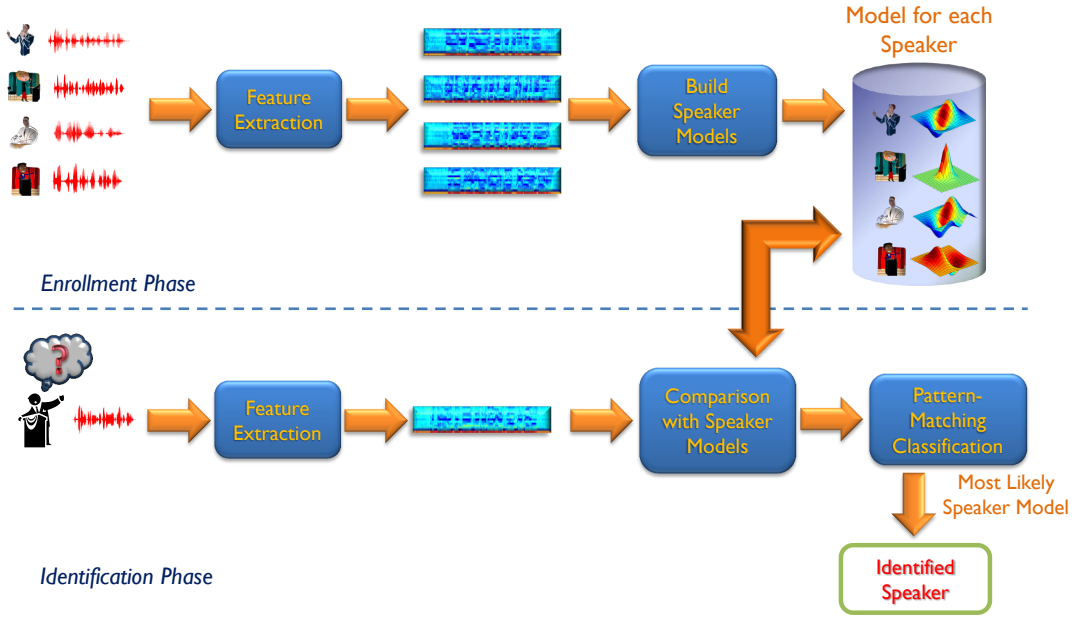 Model for each
Speaker
Feature
Extraction
Build
Speaker
Models
Enrollment Phase
?
Feature
Extraction
Comparison
with Speaker
Models
Pattern-
Matching
Classification
Most Likely
Speaker Model
Identified
Speaker
Identification Phase